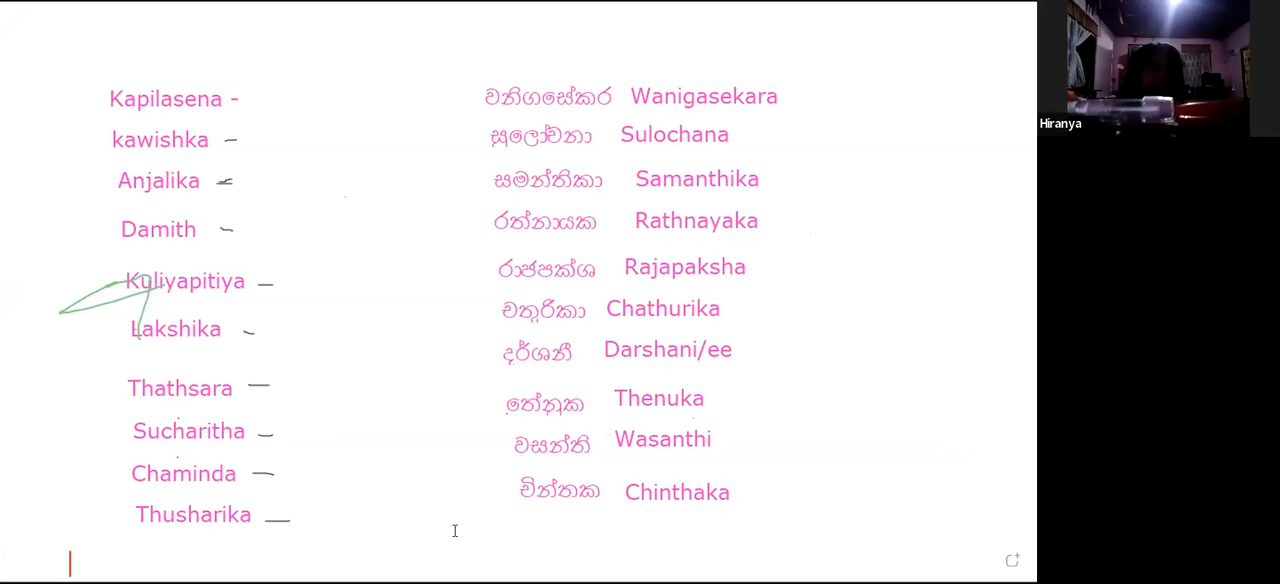 Kapilasena -
kawishka -
Anjalika -
Damith -
Kuliyapitiya -
Lakshika -
Thathsara -
Sucharitha -
Chaminda -
Thusharika -
වනිගසේකර Wanigasekara
සුලෝචනා Sulochana
සමන්තිකා Samanthika
රත්නායක Rathnayaka
රාජපක්ශ Rajapaksha
චතුරිකා Chathurika
දර්ශනී Darshani/ee
තේනුක Thenuka
වසන්ති Wasanthi
චින්තක Chinthaka
Hiranya